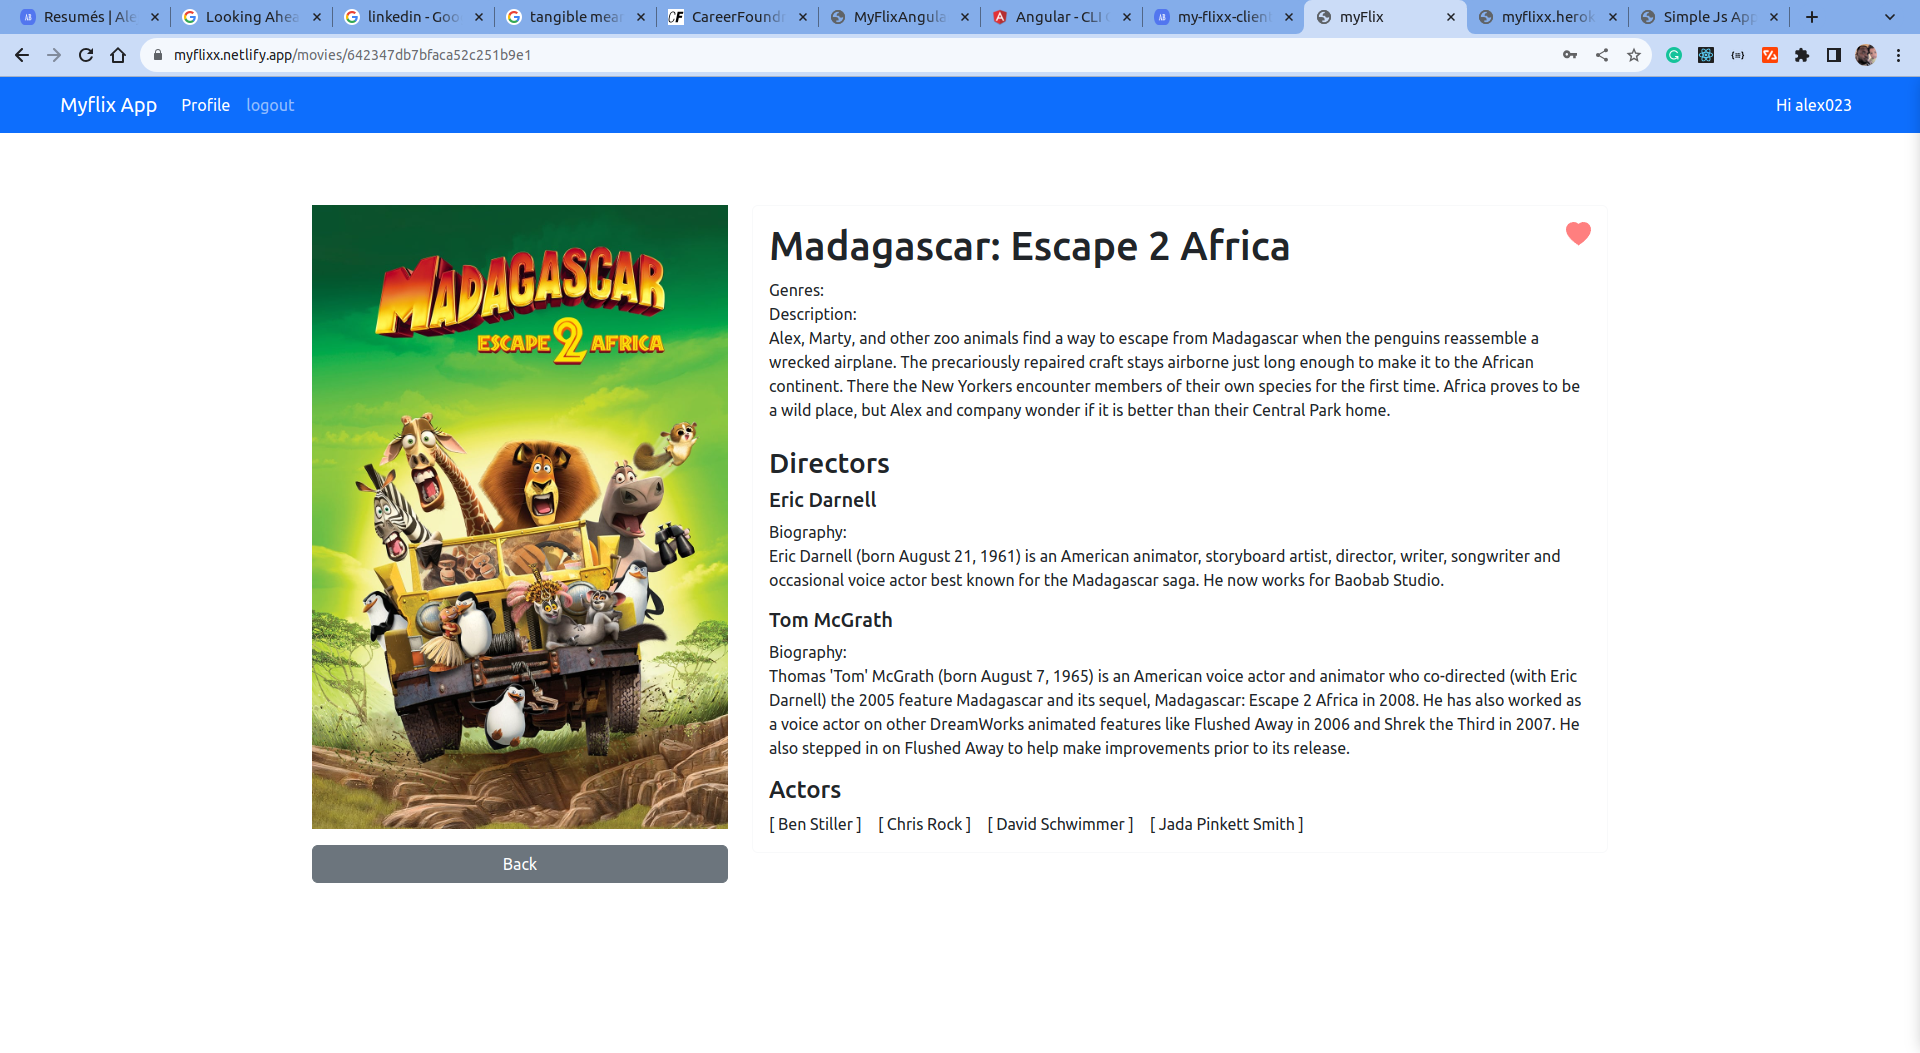 Resumés | Ale
Looking Ahea
linkedin - Goo
tangible mear
CF CareerFound
MyFlixAngula
Angular - CLI
my-flixx-clien
myFlix
myflixx.herok
Simple Js App
myflixx.netlify.app/movies/642347db7bfaca52c251b9e1
Myflix App Profile logout Hi alex023
MADAGASCAR
ESCAPE 2 AFRICA
Back
Madagascar: Escape 2 Africa
Genres:
Description:
Alex, Marty, and other zoo animals find a way to escape from Madagascar when the penguins reassemble a
wrecked airplane. The precariously repaired craft stays airborne just long enough to make it to the African
continent. There the New Yorkers encounter members of their own species for the first time. Africa proves to be
a wild place, but Alex and company wonder if it is better than their Central Park home.
Directors
Eric Darnell
Biography:
Eric Darnell (born August 21, 1961) is an American animator, storyboard artist, director, writer, songwriter and
occasional voice actor best known for the Madagascar saga. He now works for Baobab Studio.
Tom McGrath
Biography:
Thomas 'Tom' McGrath (born August 7, 1965) is an American voice actor and animator who co-directed (with Eric
Darnell) the 2005 feature Madagascar and its sequel, Madagascar: Escape 2 Africa in 2008. He has also worked as
a voice actor on other DreamWorks animated features like Flushed Away in 2006 and Shrek the Third in 2007. He
also stepped in on Flushed Away to help make improvements prior to its release.
Actors
[ Ben Stiller ] [ Chris Rock ] [ David Schwimmer ] [ Jada Pinkett Smith ]